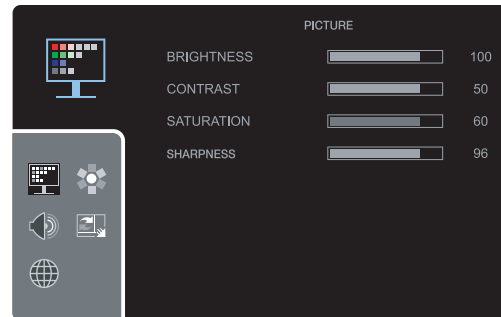 PICTURE
BRIGHTNESS 100
CONTRAST 50
SATURATION 60
SHARPNESS 96